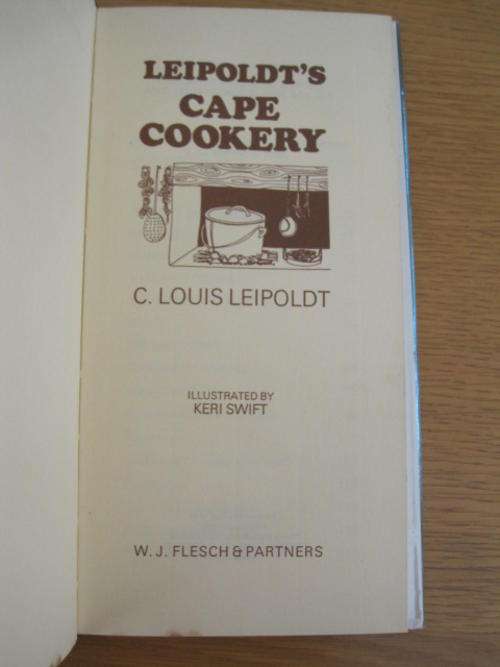 LEIPOLDT'S
CAPE
COOKERY
C. LOUIS LEIPOLDT
ILLUSTRATED BY
KERI SWIFT
W. J. FLESCH & PARTNERS